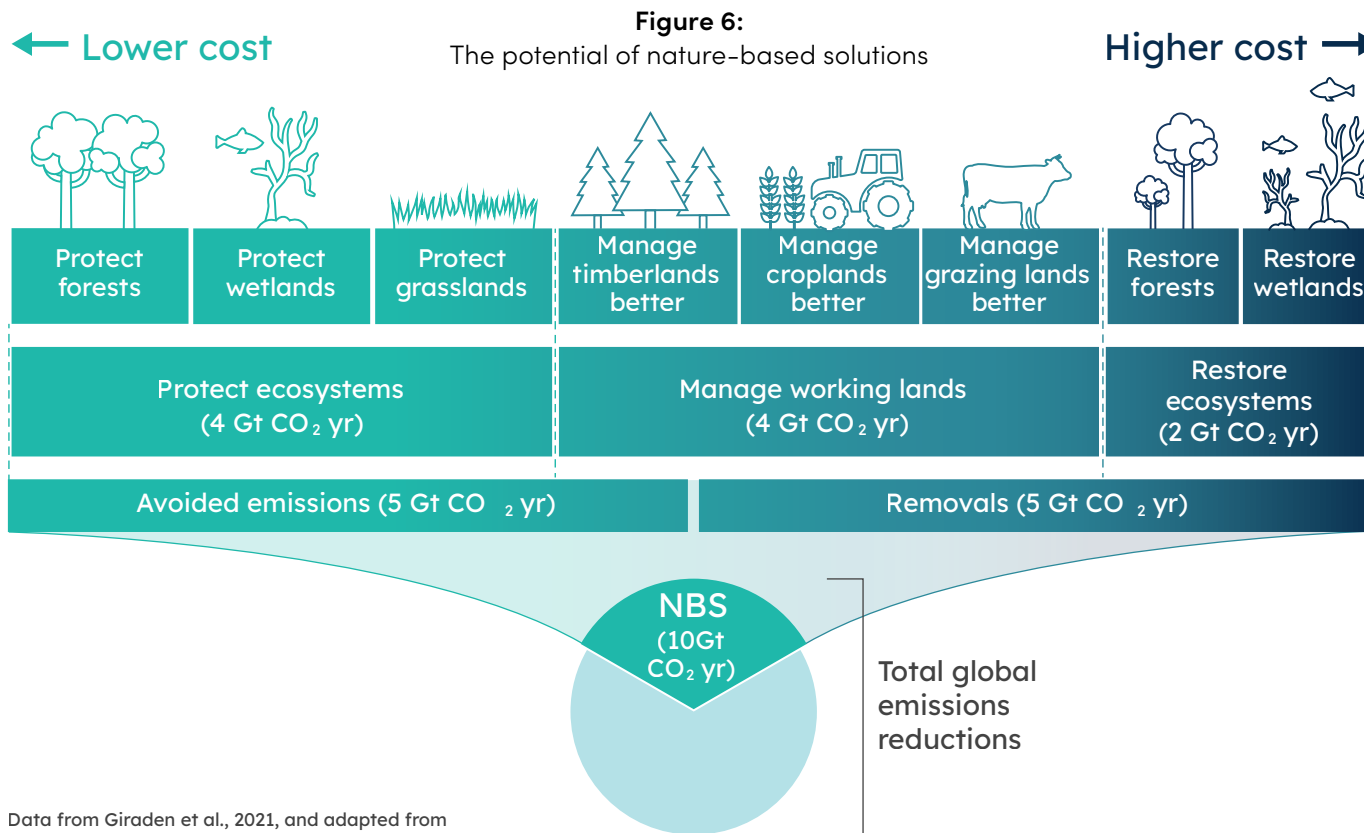 Figure 6:
The potential of nature-based solutions
Lower cost
Higher cost
Protect
forests
Protect
wetlands
Protect
grasslands
Manage
timberlands
better
Manage
croplands
better
Manage
grazing lands
better
Restore
forests
Restore
wetlands
Protect ecosystems
(4 Gt CO₂ yr)
Manage working lands
(4 Gt CO₂ yr)
Restore
ecosystems
(2 Gt CO₂ yr)
Avoided emissions (5 Gt CO ₂ yr)
Removals (5 Gt CO ₂ yr)
NBS
(10Gt
CO₂ yr)
Total global
emissions
reductions
Data from Giraden et al., 2021, and adapted from